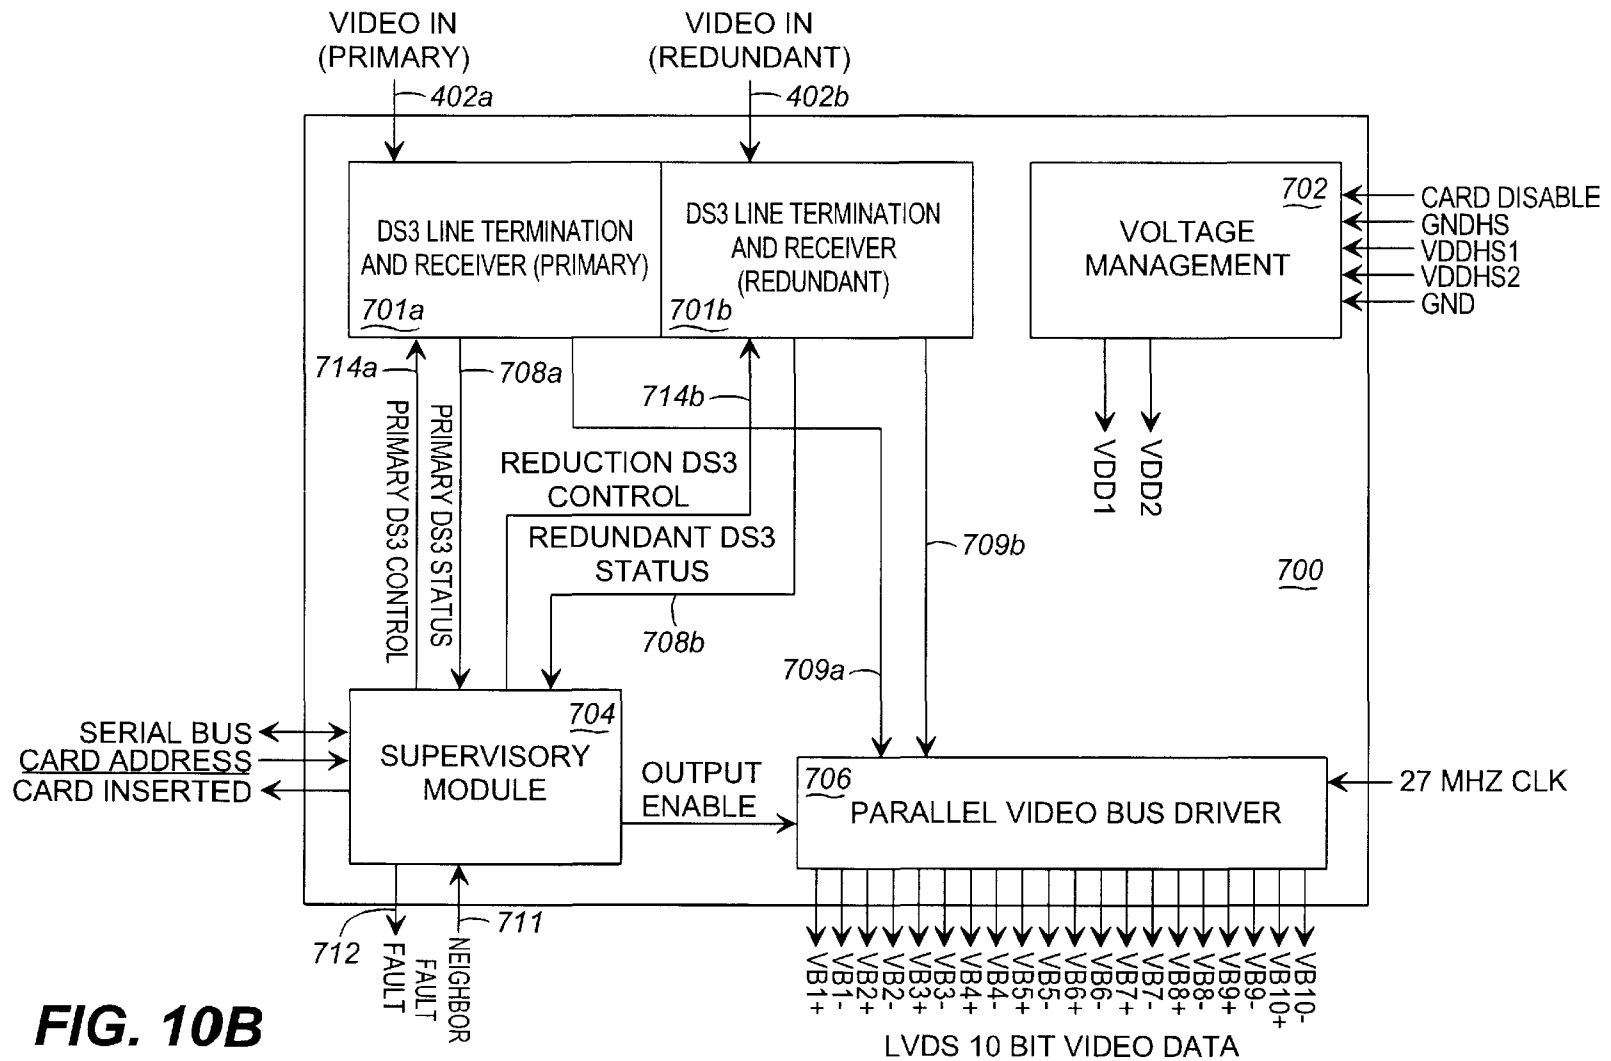 VIDEO IN
(PRIMARY)
402a
VIDEO IN
(REDUNDANT)
402b
DS3 LINE TERMINATION
AND RECEIVER (PRIMARY)
701a
DS3 LINE TERMINATION
AND RECEIVER
(REDUNDANT)
701b
702
VOLTAGE
MANAGEMENT
CARD DISABLE
GNDHS
VDDHS1
VDDHS2
GND
714a
708a
714b
PRIMARY DS3 CONTROL
PRIMARY DS3 STATUS
REDUCTION DS3
CONTROL
REDUNDANT DS3
STATUS
708b
709b
709a
VDD1
VDD2
700
SERIAL BUS
CARD ADDRESS
CARD INSERTED
704
SUPERVISORY
MODULE
OUTPUT
ENABLE
706
PARALLEL VIDEO BUS DRIVER
27 MHZ CLK
712
711
FAULT
NEIGHBOR
FAULT
VB1+
VB1-
VB2+
VB2-
VB3+
VB3-
VB4+
VB4-
VB5+
VB5-
VB6+
VB6-
VB7+
VB7-
VB8+
VB8-
VB9+
VB9-
VB10+
VB10-
LVDS 10 BIT VIDEO DATA
FIG. 10B